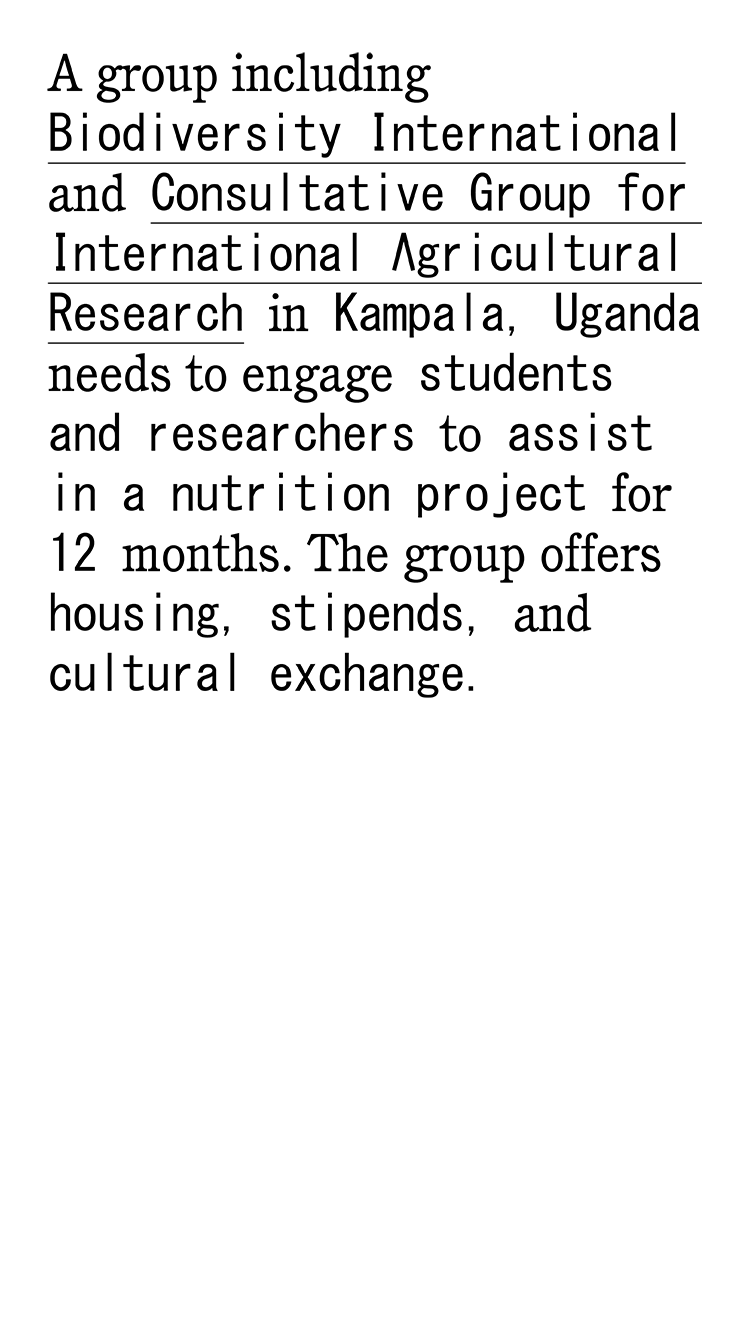 A group including
Biodiversity International
and Consultative Group for
International Agricultural
Research in Kampala, Uganda
needs to engage students
and researchers to assist
in a nutrition project for
12 months. The group offers
housing, stipends, and
cultural exchange.